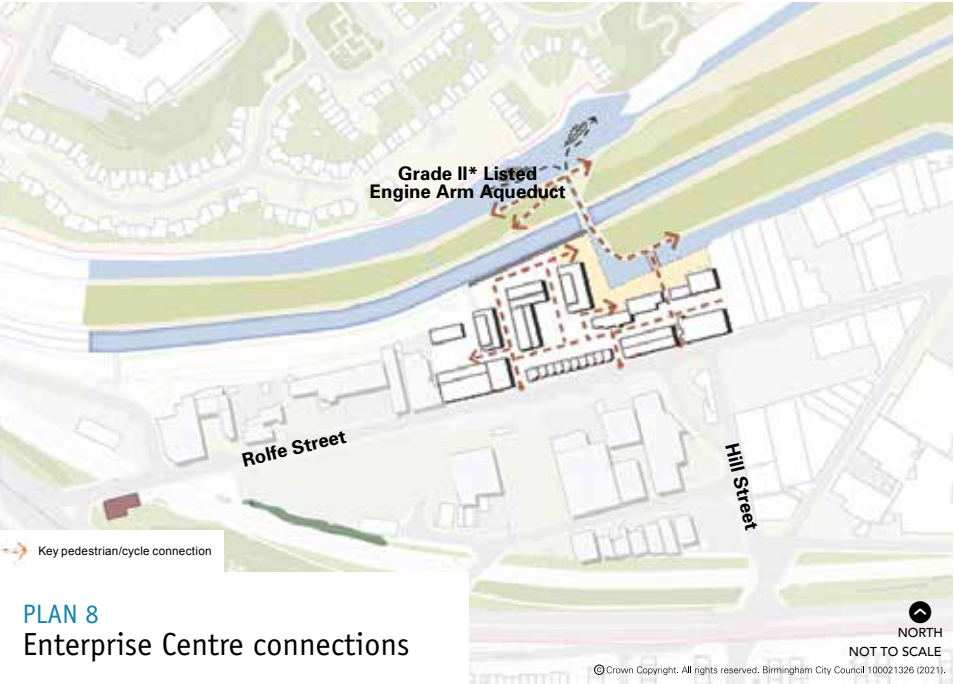 Grade II* Listed
Engine Arm Aqueduct
Rolfe Street
Hill Street
Key pedestrian/cycle connection
PLAN 8
Enterprise Centre connections
NORTH
NOT TO SCALE
© Crown Copyright. All rights reserved. Birmingham City Council 100021326 (2021).